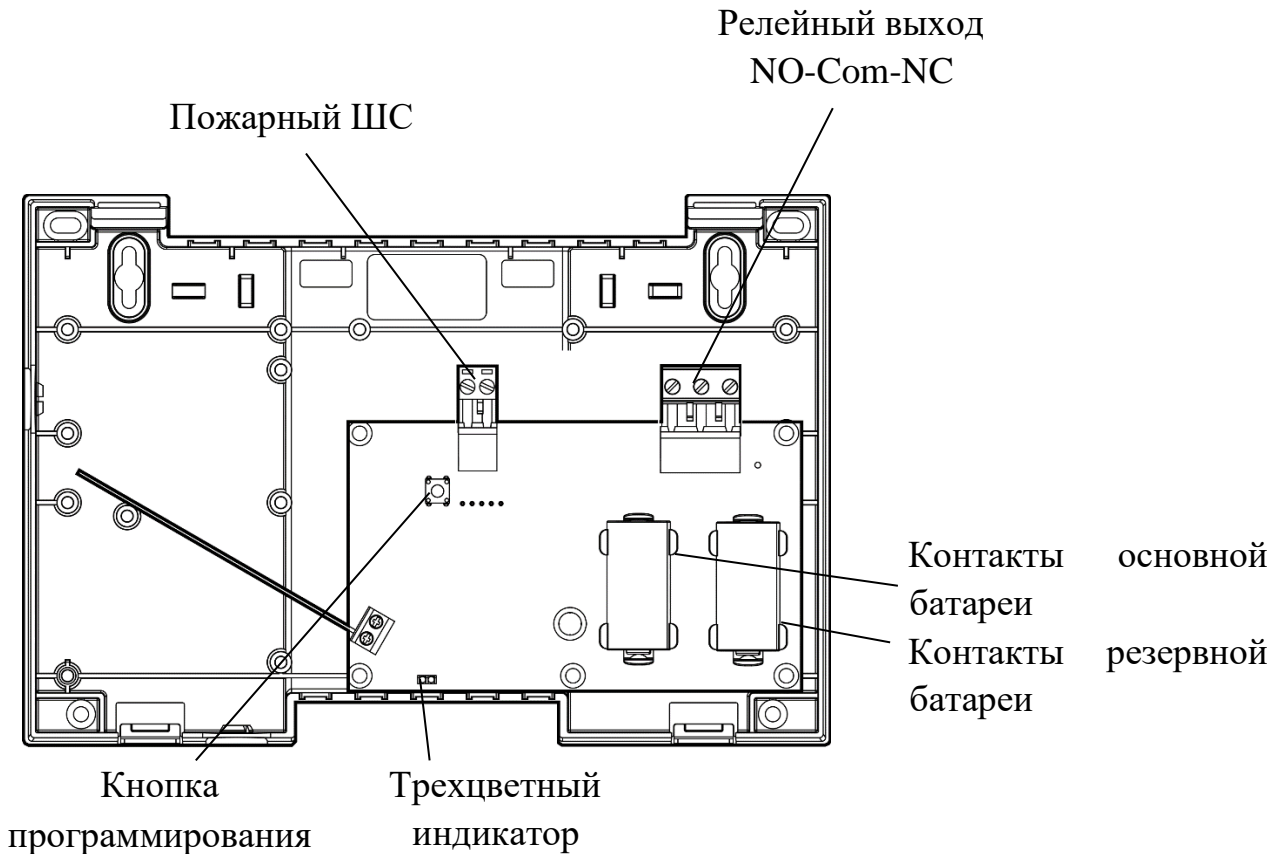 Релейный выход
NO-Com-NC
Пожарный ШС
Контакты основной
батареи
Контакты резервной
батареи
Кнопка
программирования
Трехцветный
индикатор